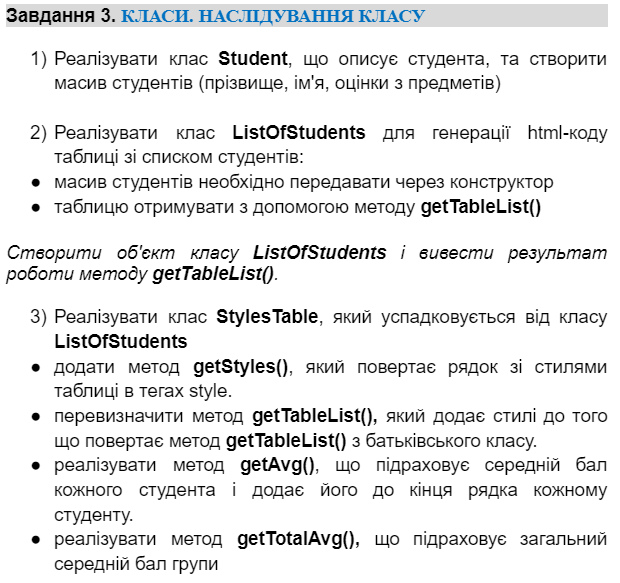 Завдання 3. КЛАСИ. НАСЛІДУВАННЯ КЛАСУ
1) Реалізувати клас Student, що описує студента, та створити
масив студентів (прізвище, ім'я, оцінки з предметів)
2) Реалізувати клас ListOfStudents для генерації html-коду
таблиці зі списком студентів:
● масив студентів необхідно передавати через конструктор
● таблицю отримувати з допомогою методу getTableList()
Створити об'єкт класу ListOfStudents і вивести результат
роботи методу getTableList().
3) Реалізувати клас StylesTable, який успадковується від класу
ListOfStudents
● додати метод getStyles(), який повертає рядок зі стилями
таблиці в тегах style.
● перевизначити метод getTableList(), який додає стилі до того
що повертає метод getTableList() з батьківського класу.
● реалізувати метод getAvg(), що підраховує середній бал
кожного студента і додає його до кінця рядка кожному
студенту.
● реалізувати метод getTotalAvg(), що підраховує загальний
середній бал групи